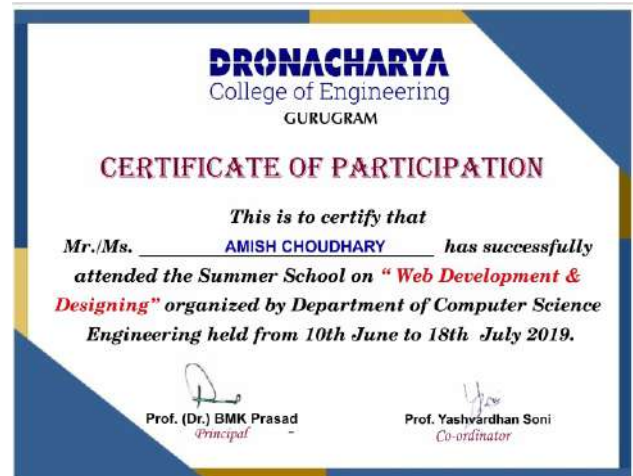 DRONACHARYA
College of Engineering
GURUGRAM
CERTIFICATE OF PARTICIPATION
This is to certify that
Mr./Ms. AMISH CHOUDHARY has successfully
attended the Summer School on “ Web Development &
Designing” organized by Department of Computer Science
Engineering held from 10th June to 18th July 2019.
Prof. (Dr.) BMK Prasad
Principal
Prof. Yashvardhan Soni
Co-ordinator